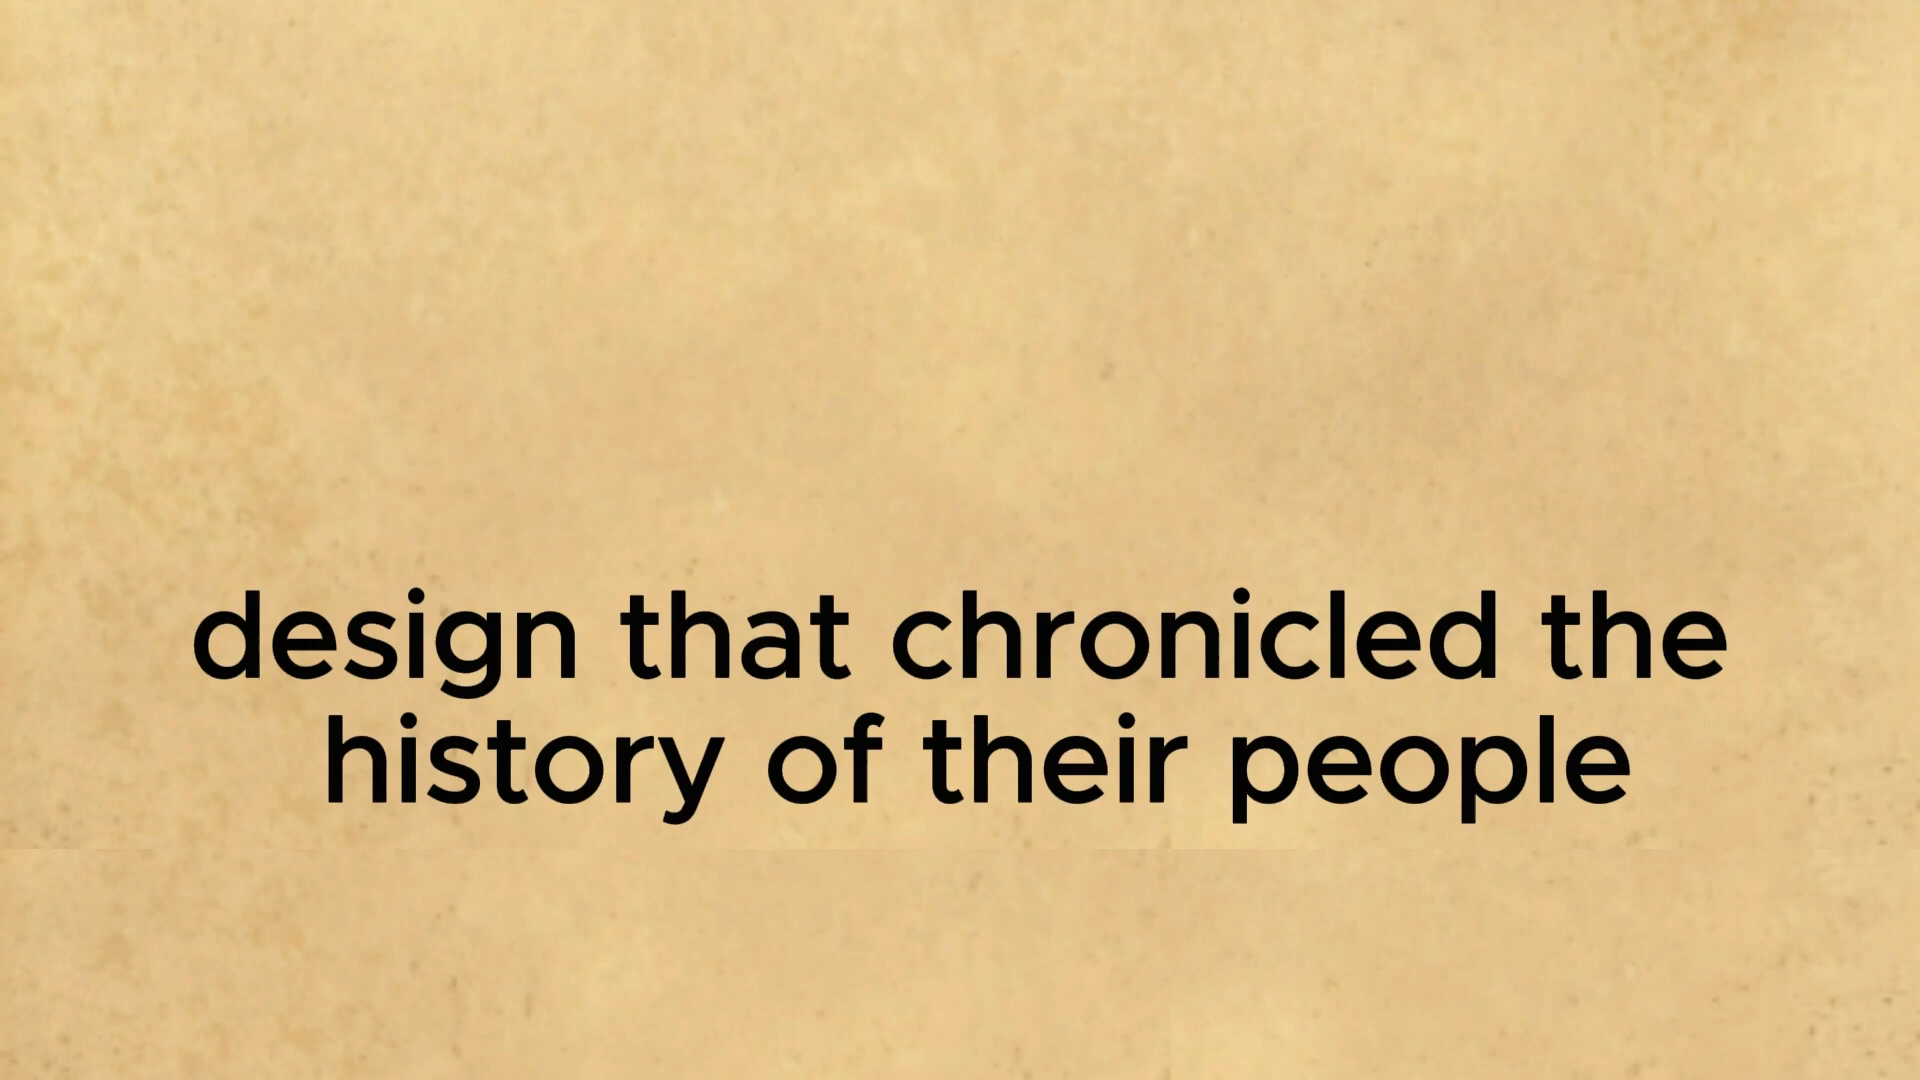 design that chronicled the
history of their people